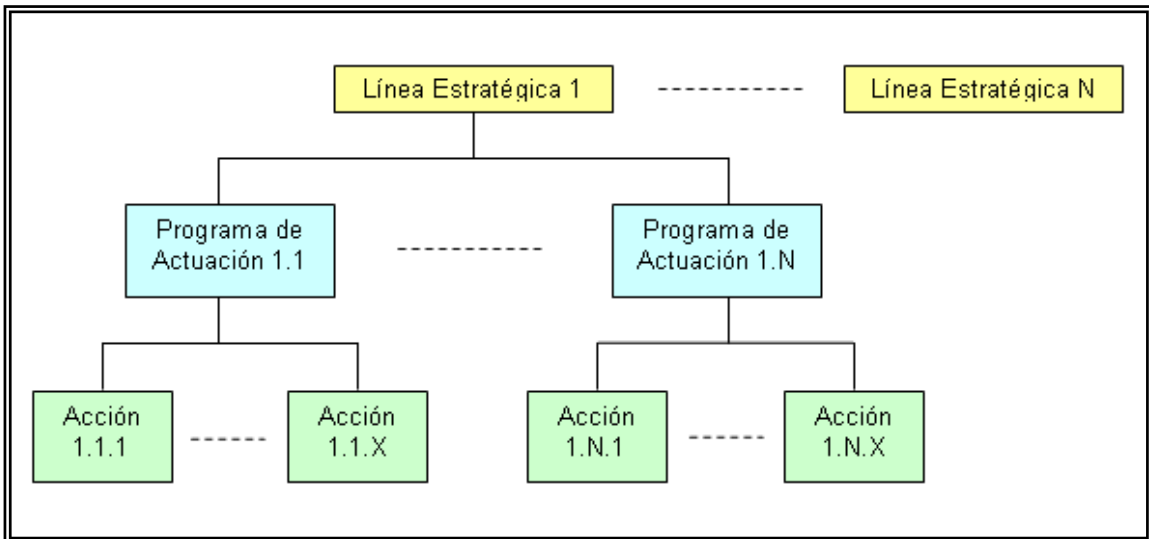 Línea Estratégica 1
Línea Estratégica N
Programa de
Actuación 1.1
Programa de
Actuación 1.N
Acción
1.1.1
Acción
1.1.X
Acción
1.N.1
Acción
1.N.X